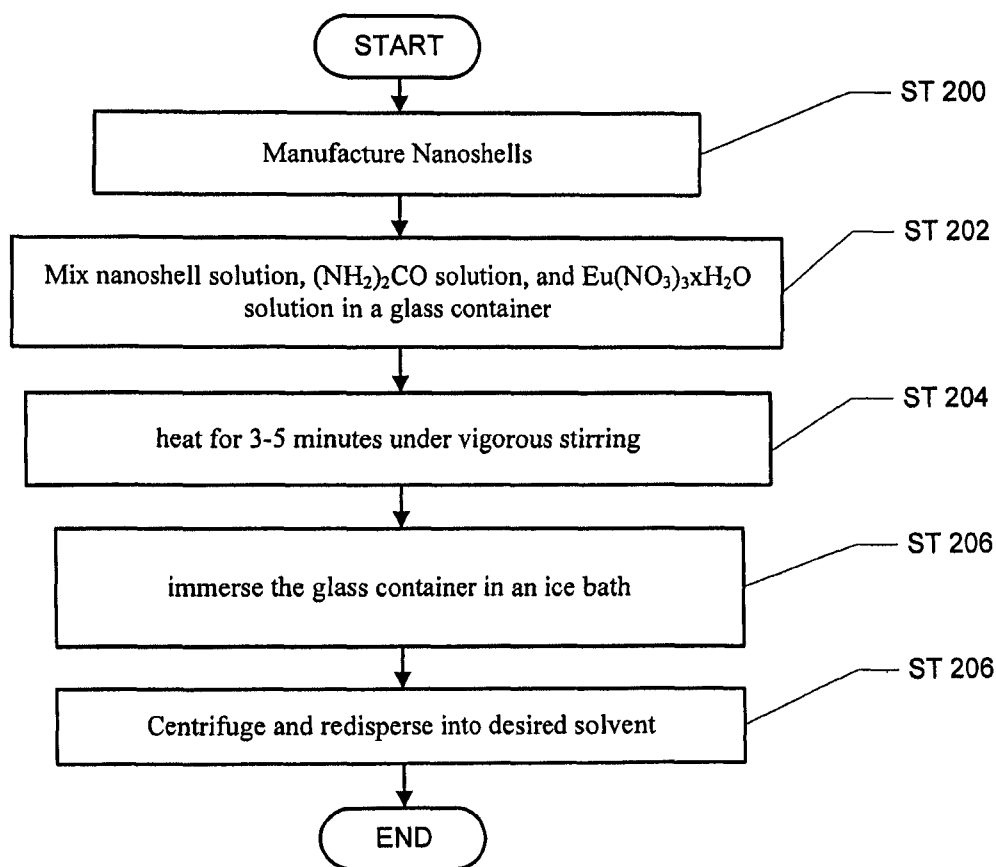 START
ST 200
Manufacture Nanoshells
ST 202
Mix nanoshell solution, (NH₂)₂CO solution, and Eu(NO₃)₃xH₂O
solution in a glass container
ST 204
heat for 3-5 minutes under vigorous stirring
ST 206
immerse the glass container in an ice bath
ST 206
Centrifuge and redisperse into desired solvent
END